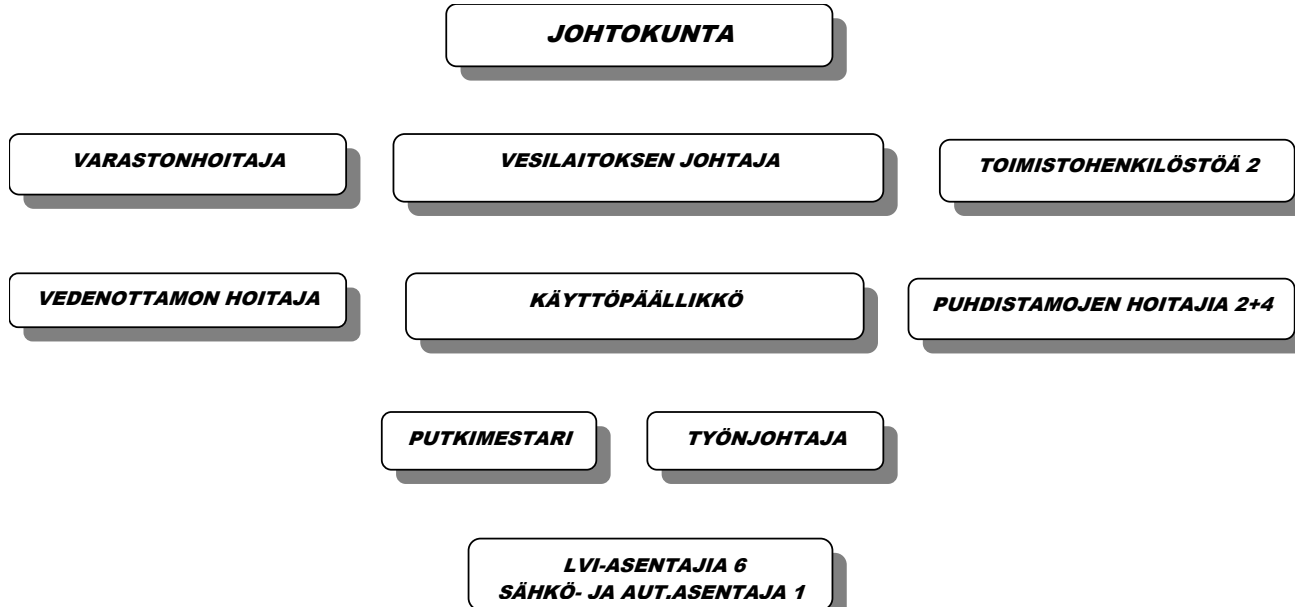 JOHTOKUNTA
VARASTONHOITAJA
VESILAITOKSEN JOHTAJA
TOIMISTOHENKILÖSTÖÄ 2
VEDENOTTAMON HOITAJA
KÄYTTÖPÄÄLLIKKÖ
PUHDISTAMOJEN HOITAJIA 2+4
PUTKIMESTARI
TYÖNJOHTAJA
LVI-ASENTAJIA 6
SÄHKÖ- JA AUT.ASENTAJA 1